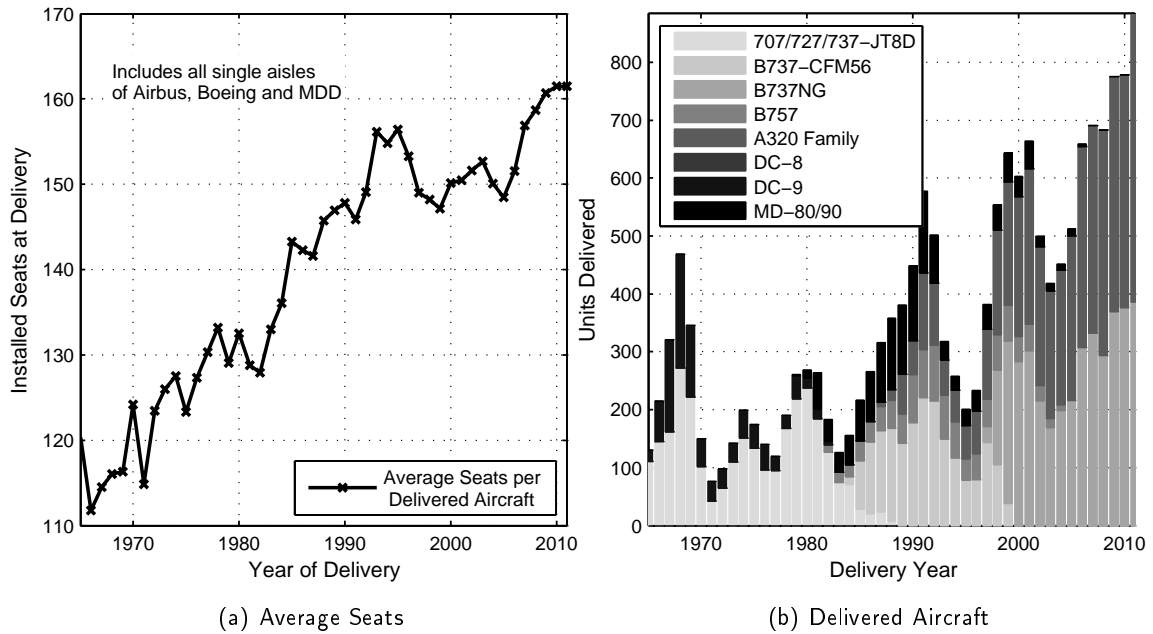 170
160
150
140
130
120
110
Installed Seats at Delivery
Includes all single aisles
of Airbus, Boeing and MDD
Average Seats per
Delivered Aircraft
1970 1980 1990 2000 2010
Year of Delivery
(a) Average Seats
800
700
600
500
400
300
200
100
0
Units Delivered
707/727/737−JT8D
B737−CFM56
B737NG
B757
A320 Family
DC−8
DC−9
MD−80/90
1970 1980 1990 2000 2010
Delivery Year
(b) Delivered Aircraft